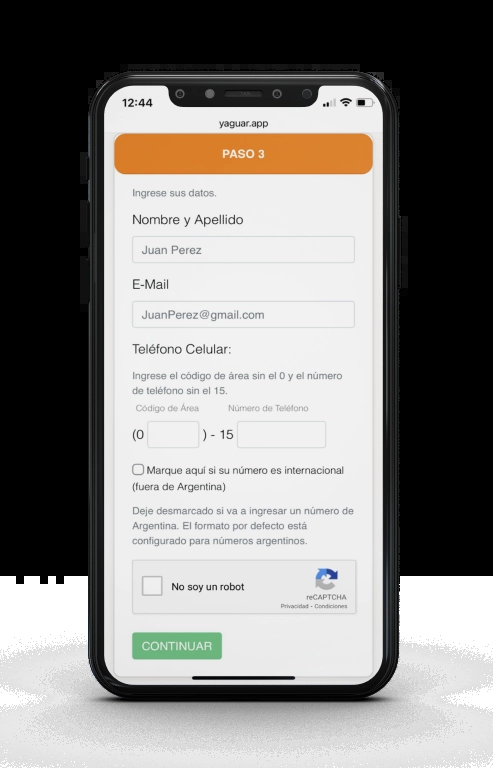 12:44
yaguar.app
PASO 3
Ingrese sus datos.
Nombre y Apellido
Juan Perez
E-Mail
JuanPerez@gmail.com
Teléfono Celular:
Ingrese el código de área sin el 0 y el número
de teléfono sin el 15.
Código de Área Número de Teléfono
(0 ) - 15
Marque aquí si su número es internacional
(fuera de Argentina)
Deje desmarcado si va a ingresar un número de
Argentina. El formato por defecto está
configurado para números argentinos.
No soy un robot
reCAPTCHA
Privacidad - Condiciones
CONTINUAR